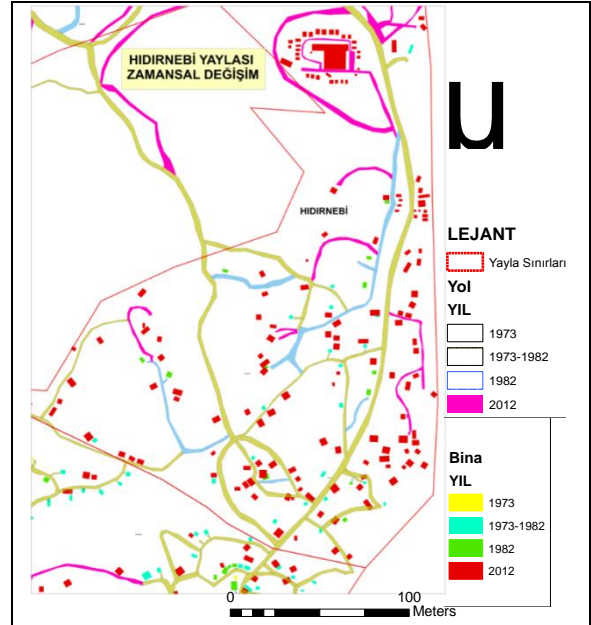 HIDIRNEBİ YAYLASI
ZAMANSAL DEĞİŞİM
HIDIRNEBİ
LEJANT
Yayla Sınırları
Yol
YIL
1973
1973-1982
1982
2012
Bina
YIL
1973
1973-1982
1982
2012
0 100
Meters